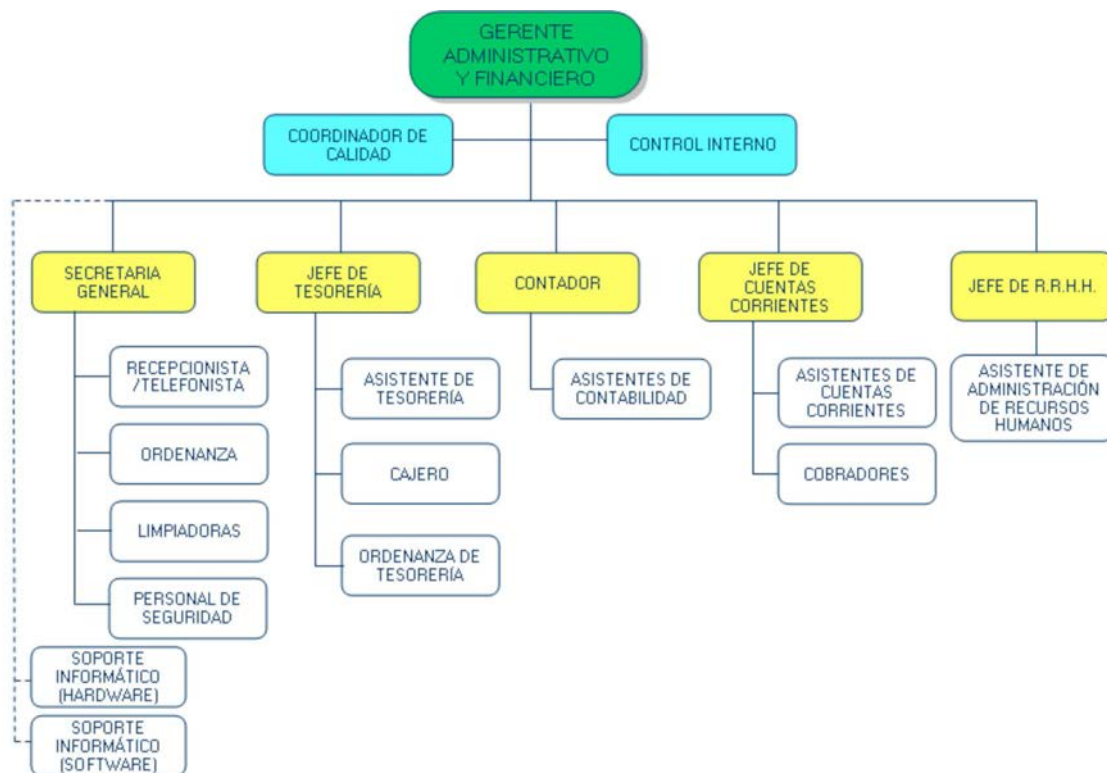 GERENTE
ADMINISTRATIVO
Y FINANCIERO
COORDINADOR DE
CALIDAD
CONTROL INTERNO
SECRETARIA
GENERAL
JEFE DE
TESORERÍA
CONTADOR
JEFE DE
CUENTAS
CORRIENTES
JEFE DE R.R.H.H.
RECEPCIONISTA
/TELEFONISTA
ORDENANZA
LIMPIADORAS
PERSONAL DE
SEGURIDAD
ASISTENTE DE
TESORERÍA
CAJERO
ORDENANZA DE
TESORERÍA
ASISTENTES DE
CONTABILIDAD
ASISTENTES DE
CUENTAS
CORRIENTES
COBRADORES
ASISTENTE DE
ADMINISTRACIÓN
DE RECURSOS
HUMANOS
SOPORTE
INFORMÁTICO
(HARDWARE)
SOPORTE
INFORMÁTICO
(SOFTWARE)